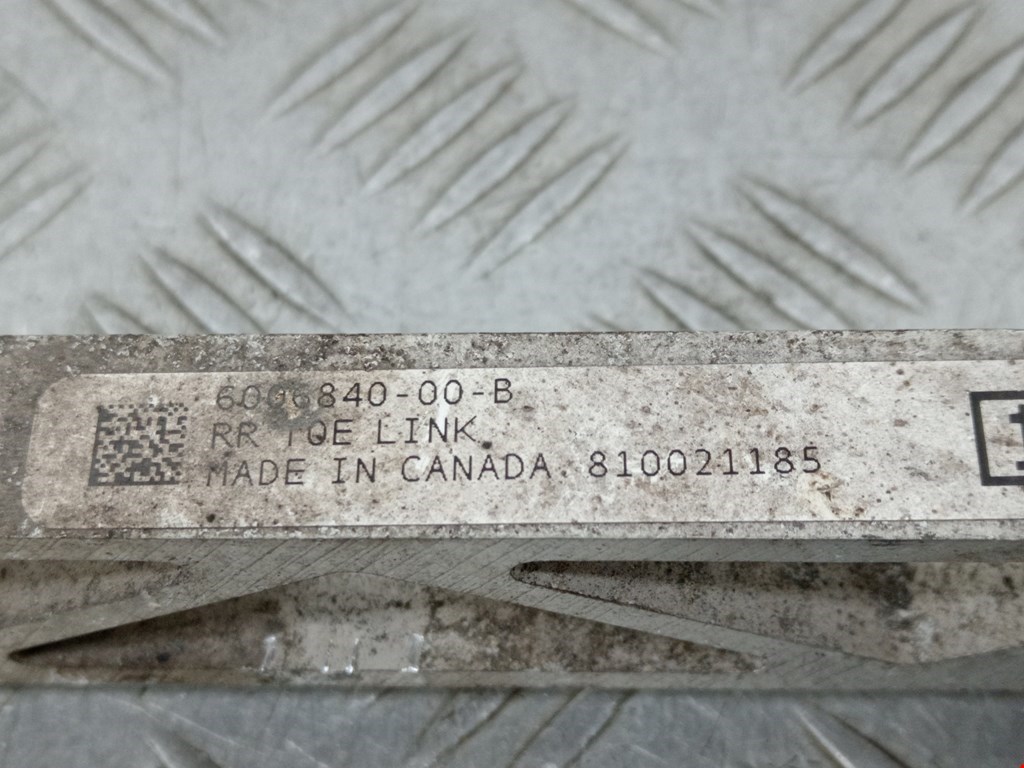 6006840-00-B
RR TOE LINK
MADE IN CANADA 810021185